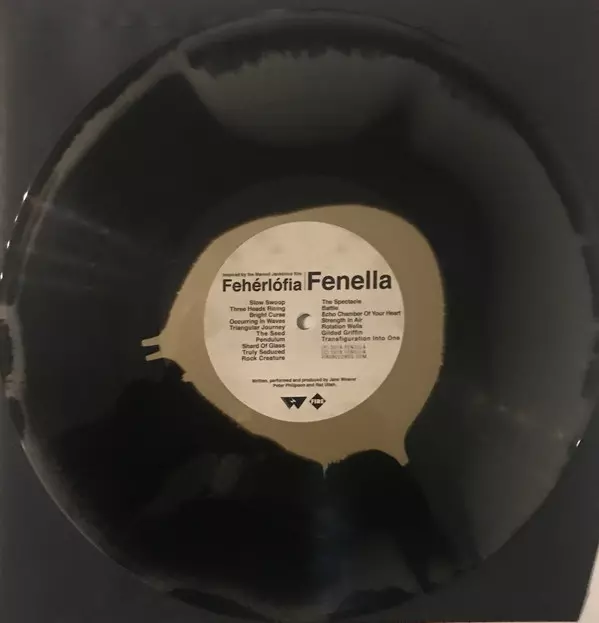 Inspired by the Marcell Jankovics film
Fehérlófia
Fenella
Slow Swoop
Three Heads Rising
Bright Curse
Occurring in Waves
Triangular Journey
The Seed
Pendulum
Shard Of Glass
Truly Seduced
Rock Creature
The Spectacle
Battle
Echo Chamber Of Your Heart
Strength in Air
Rotation Wells
Gilded Griffin
Transfiguration Into One
Written, performed and produced by Jane Weaver
Peter Philipson and Raz Ullah.
FIRE